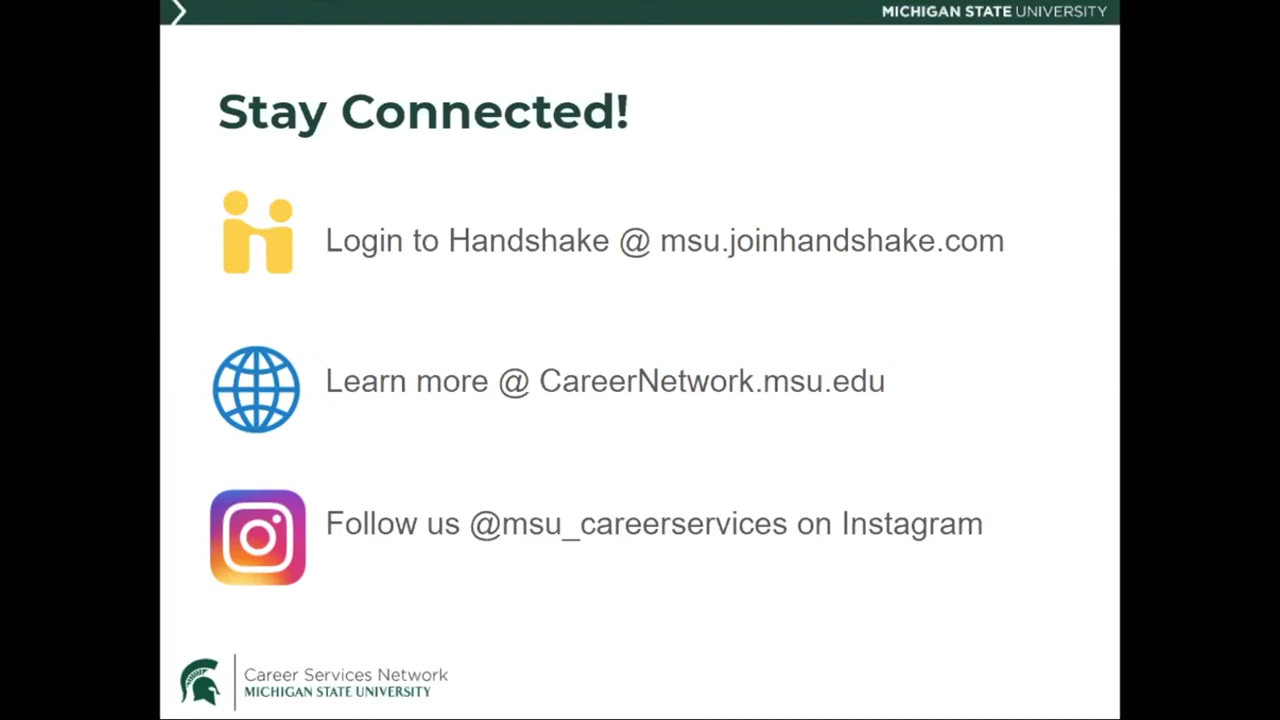 MICHIGAN STATE UNIVERSITY
Stay Connected!
Login to Handshake @ msu.joinhandshake.com
Learn more @ CareerNetwork.msu.edu
Follow us @msu_careerservices on Instagram
Career Services Network
MICHIGAN STATE UNIVERSITY